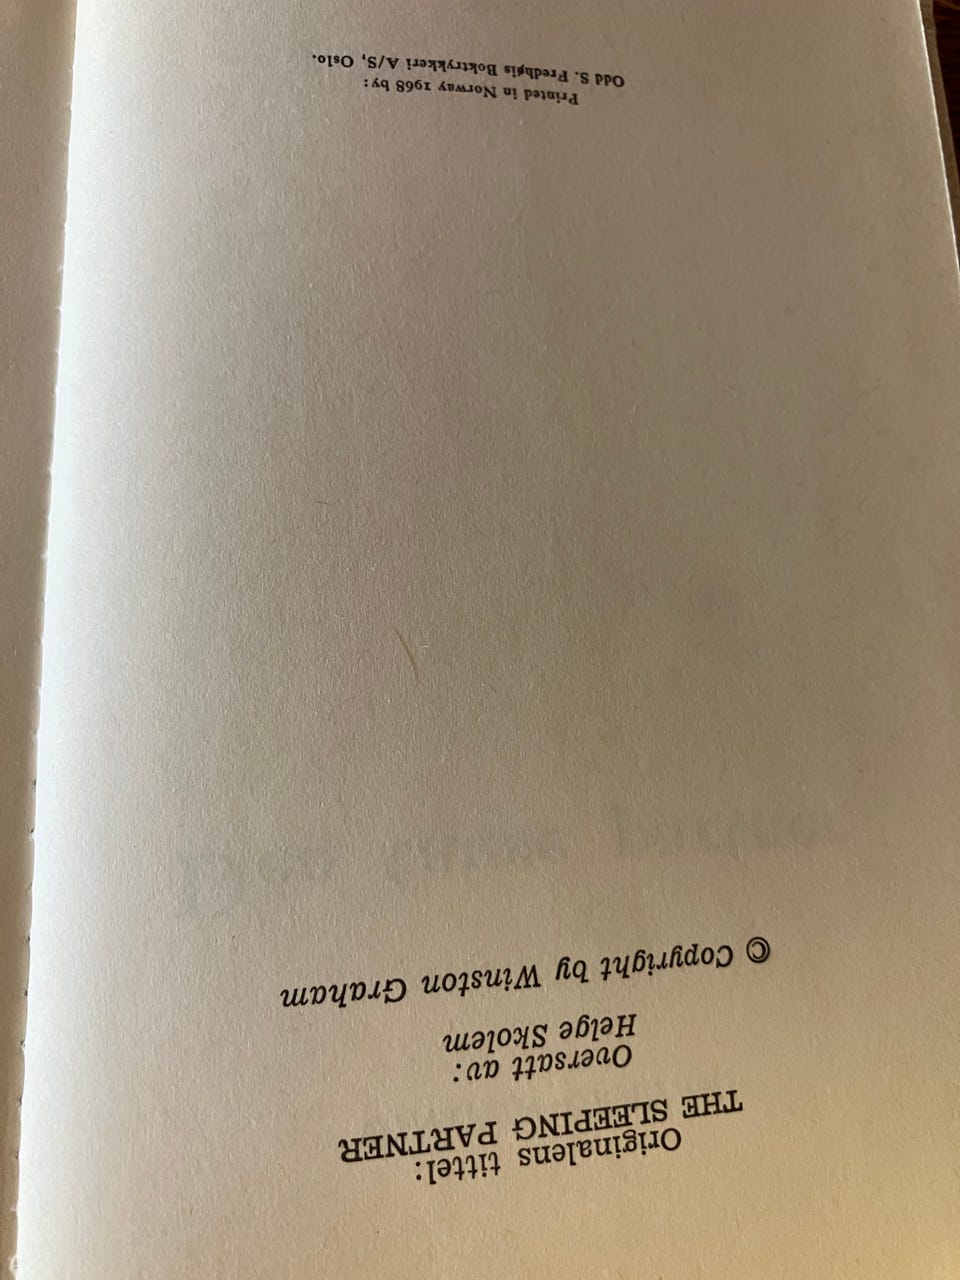 Originalens tittel:
THE SLEEPING PARTNER
Oversatt av:
Helge Skolem
© Copyright by Winston Graham
Printed in Norway 1968 by:
Odd S. Fredbøis Boktrykkeri A/S, Oslo.